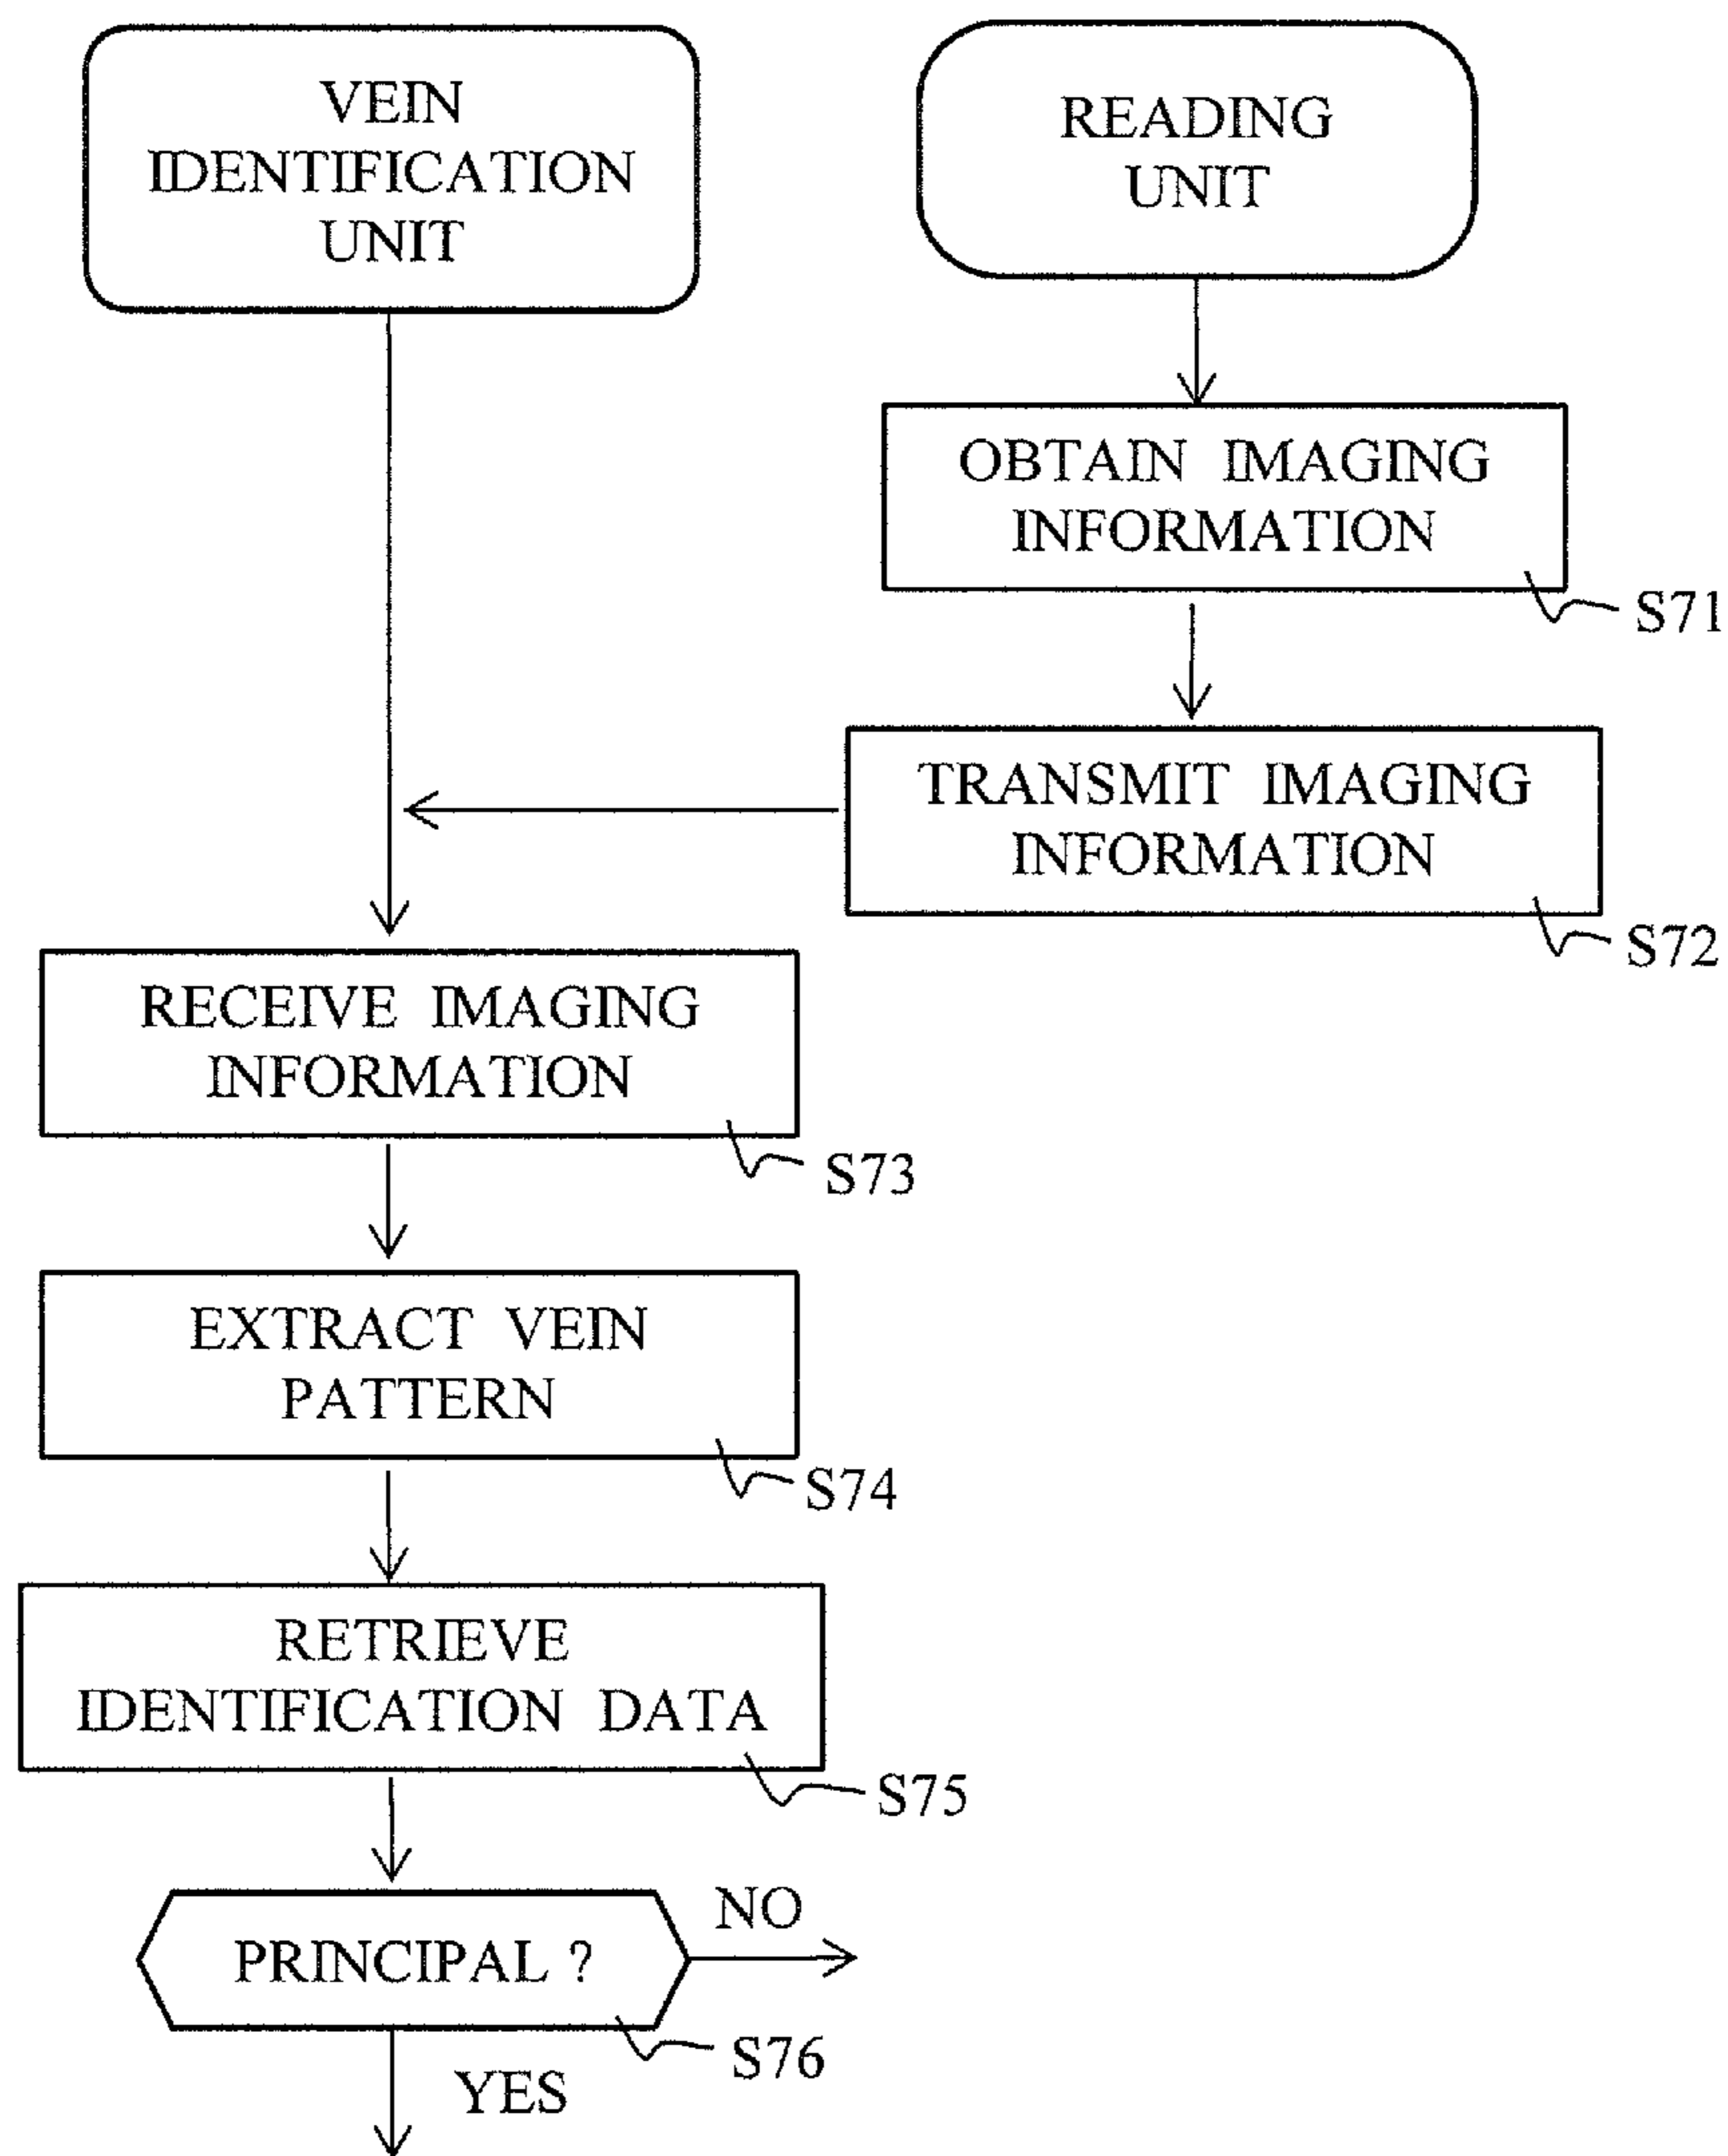 VEIN
IDENTIFICATION
UNIT
READING
UNIT
OBTAIN IMAGING
INFORMATION
S71
TRANSMIT IMAGING
INFORMATION
S72
RECEIVE IMAGING
INFORMATION
S73
EXTRACT VEIN
PATTERN
S74
RETRIEVE
IDENTIFICATION DATA
S75
PRINCIPAL ?
NO
S76
YES